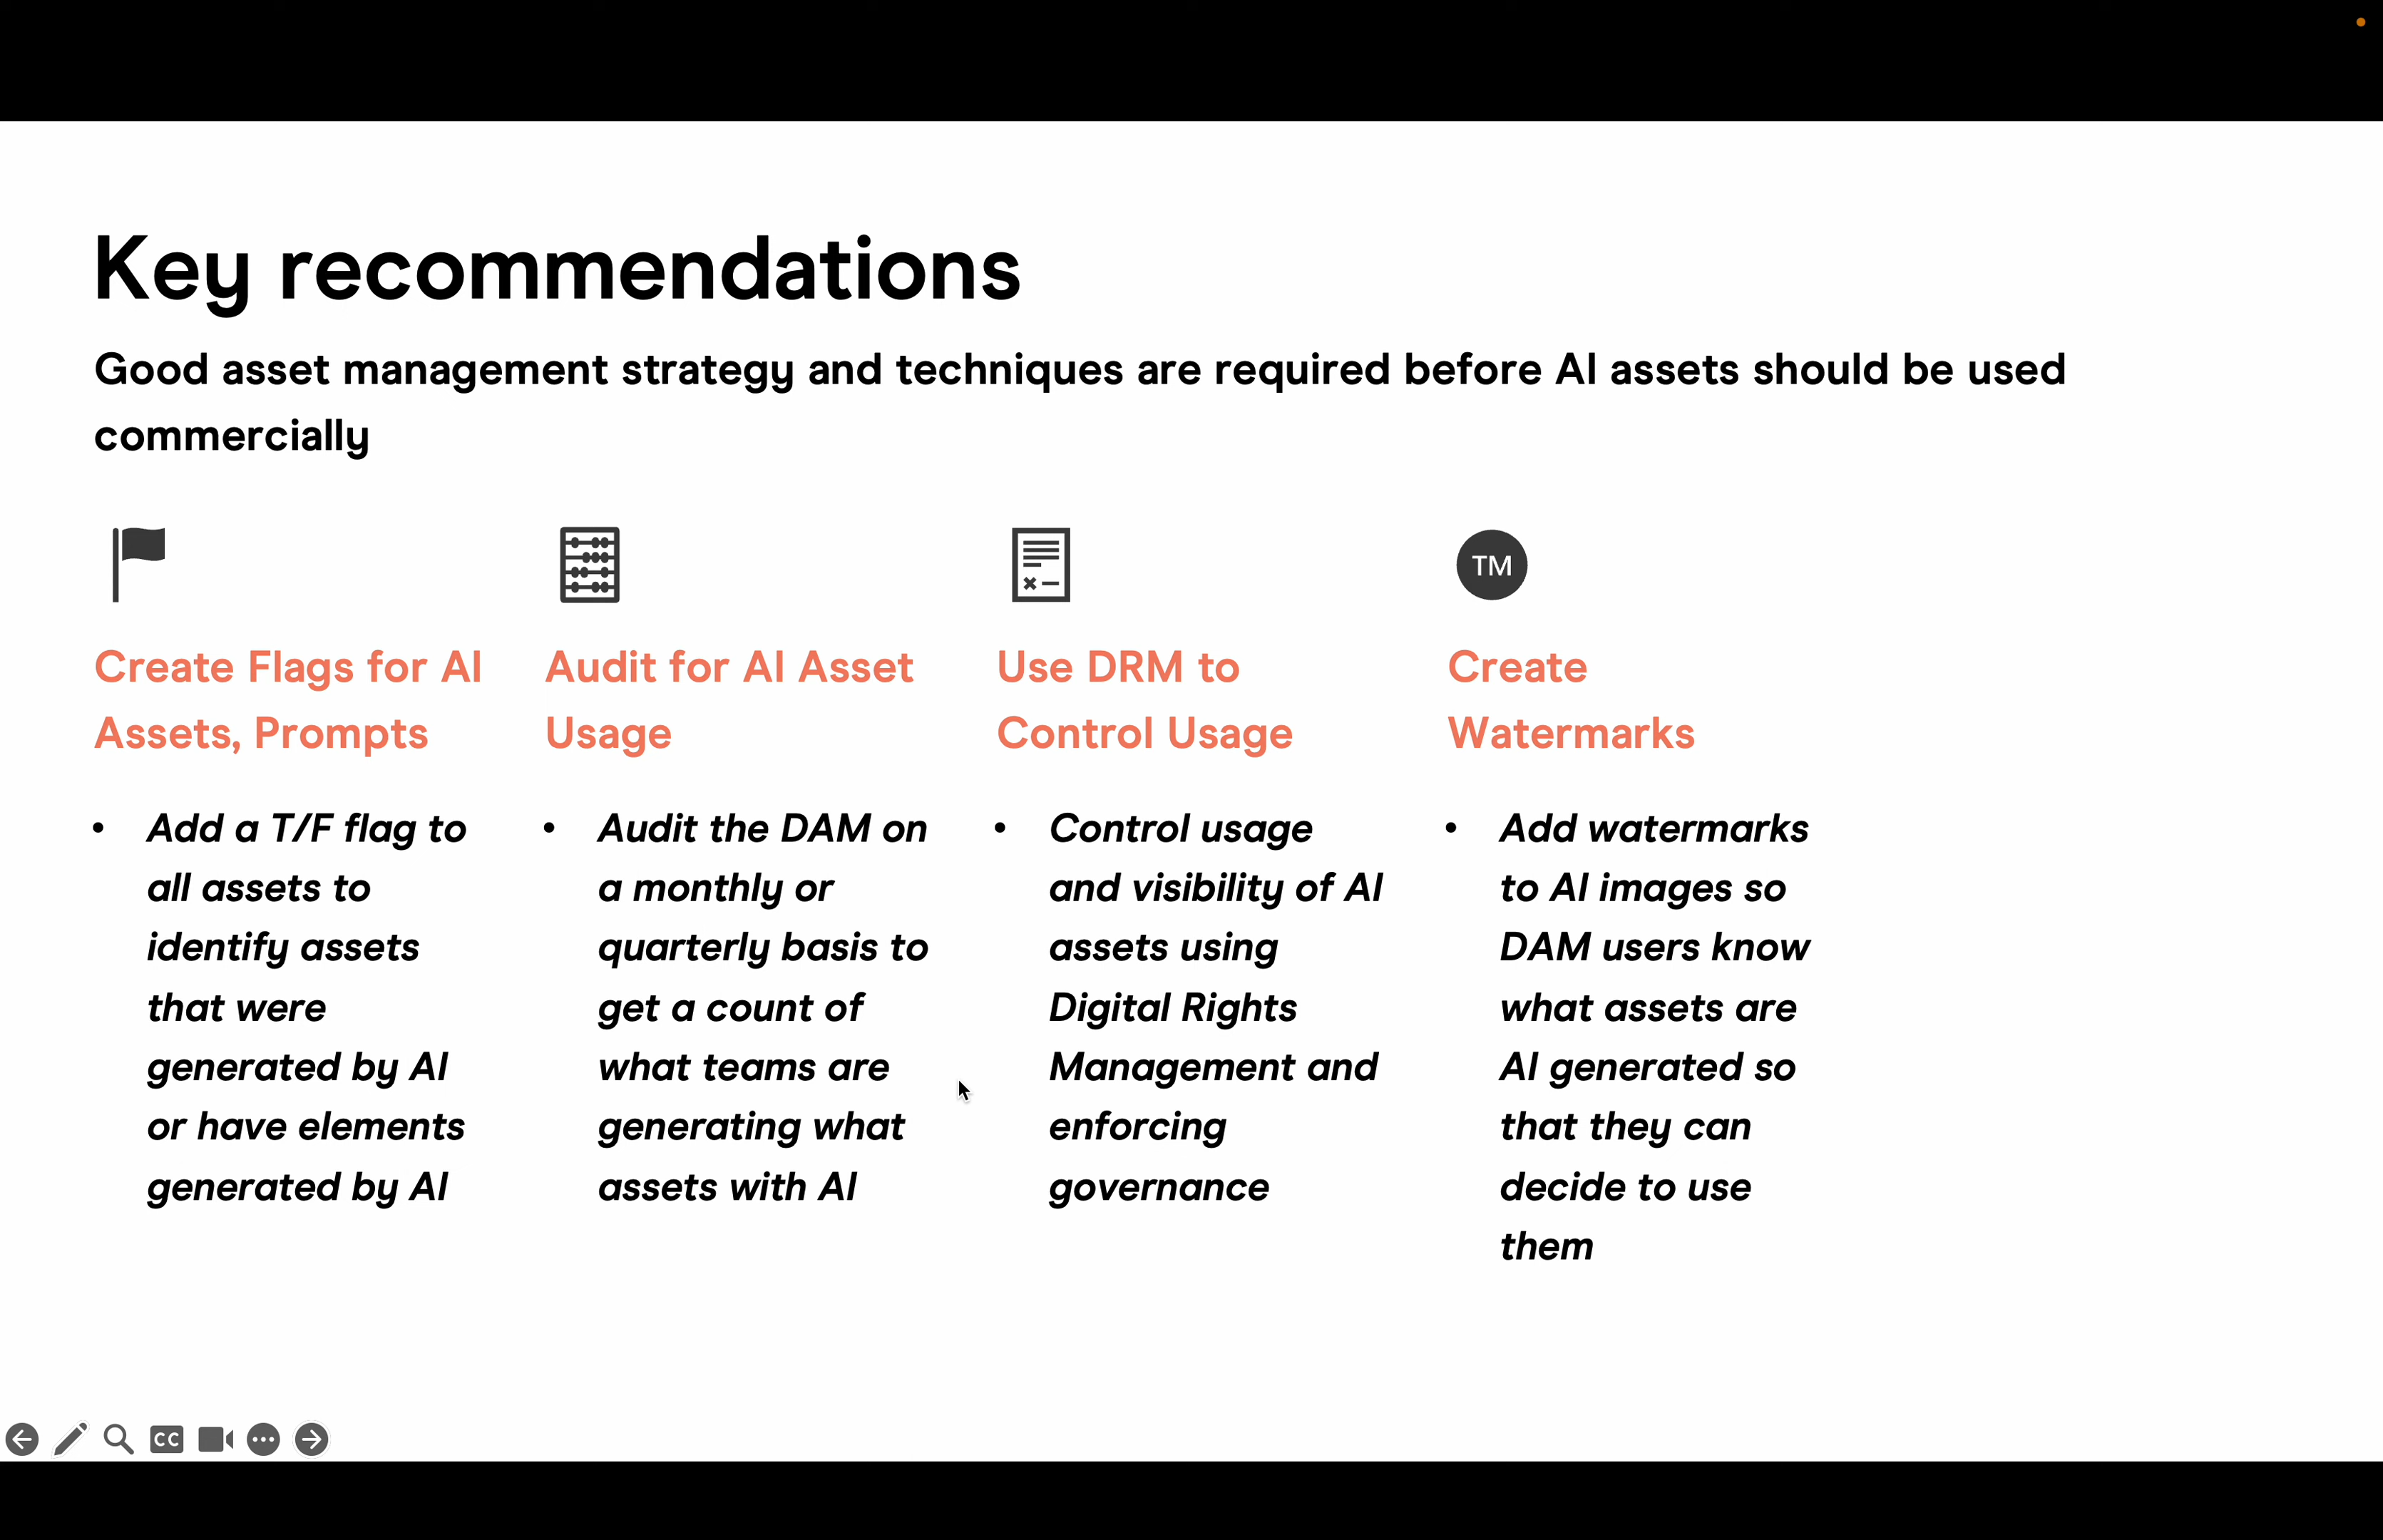 Key recommendations
Good asset management strategy and techniques are required before AI assets should be used
commercially
TM
Create Flags for AI
Assets, Prompts
• Add a T/F flag to
all assets to
identify assets
that were
generated by AI
or have elements
generated by AI
Audit for AI Asset
Usage
• Audit the DAM on
a monthly or
quarterly basis to
get a count of
what teams are
generating what
assets with AI
Use DRM to
Control Usage
• Control usage
and visibility of AI
assets using
Digital Rights
Management and
enforcing
governance
Create
Watermarks
• Add watermarks
to AI images so
DAM users know
what assets are
AI generated so
that they can
decide to use
them
CC